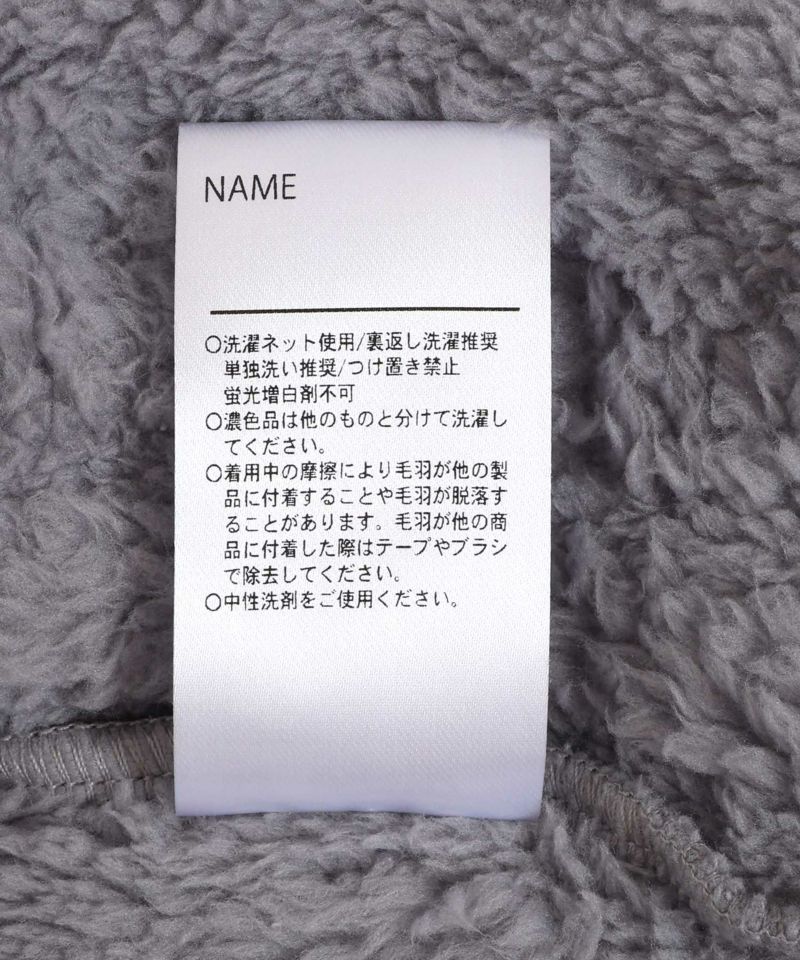 NAME
○洗濯ネット使用/裏返し洗濯推奨
単独洗い推奨/つけ置き禁止
蛍光増白剤不可
○濃色品は他のものと分けて洗濯し
てください。
○着用中の摩擦により毛羽が他の製
品に付着することや毛羽が脱落す
ることがあります。毛羽が他の商
品に付着した際はテープやブラシ
で除去してください。
○中性洗剤をご使用ください。